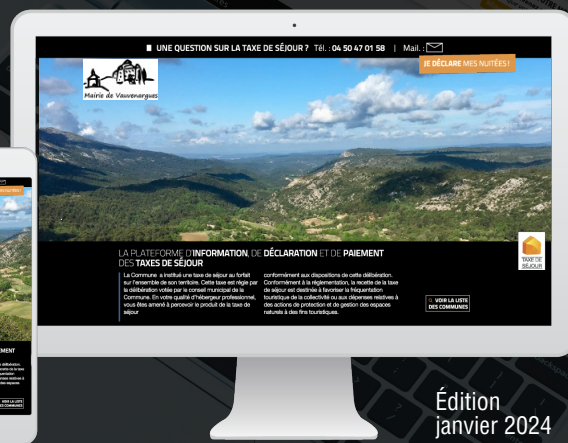 UNE QUESTION SUR LA TAXE DE SÉJOUR ? Tél. : 04 50 47 01 58 | Mail. :
JE DÉCLARE MES NUITÉES !
Mairie de Vauvenargues
LA PLATEFORME D'INFORMATION, DE DÉCLARATION ET DE PAIEMENT
DES TAXES DE SÉJOUR
La Commune a institué une taxe de séjour au forfait
sur l'ensemble de son territoire. Cette taxe est régie par
la délibération votée par le conseil municipal de la
Commune. En votre qualité d'hébergeur professionnel,
vous êtes amené à percevoir le produit de la taxe de
séjour
conformément aux dispositions de cette délibération.
Conformément à la réglementation, la recette de la taxe
de séjour est destinée à favoriser la fréquentation
touristique de la collectivité ou aux dépenses relatives à
des actions de protection et de gestion des espaces
naturels à des fins touristiques.
TAXE DE
SÉJOUR
VOIR LA LISTE
DES COMMUNES
Édition
janvier 2024